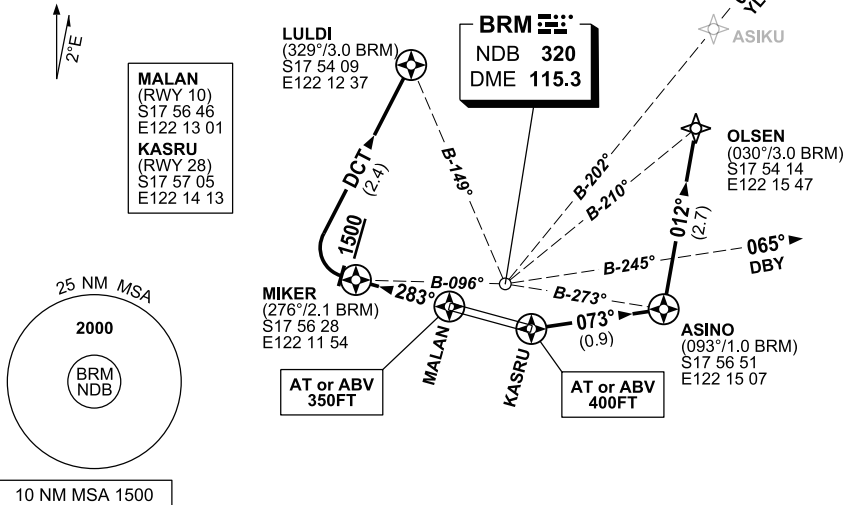 2°E
MALAN
(RWY 10)
S17 56 46
E122 13 01
KASRU
(RWY 28)
S17 57 05
E122 14 13
LULDI
(329°/3.0 BRM)
S17 54 09
E122 12 37
BRM
NDB 320
DME 115.3
ASIKU
OLSEN
(030°/3.0 BRM)
S17 54 14
E122 15 47
DCT
(2.4)
B-149°
B-202°
B-210°
012°
(2.7)
065°
DBY
B-245°
1500
B-096°
B-273°
283°
MIKER
(276°/2.1 BRM)
S17 56 28
E122 11 54
MALAN
KASRU
073°
(0.9)
ASINO
(093°/1.0 BRM)
S17 56 51
E122 15 07
AT or ABV
350FT
AT or ABV
400FT
25 NM MSA
2000
BRM
NDB
10 NM MSA 1500